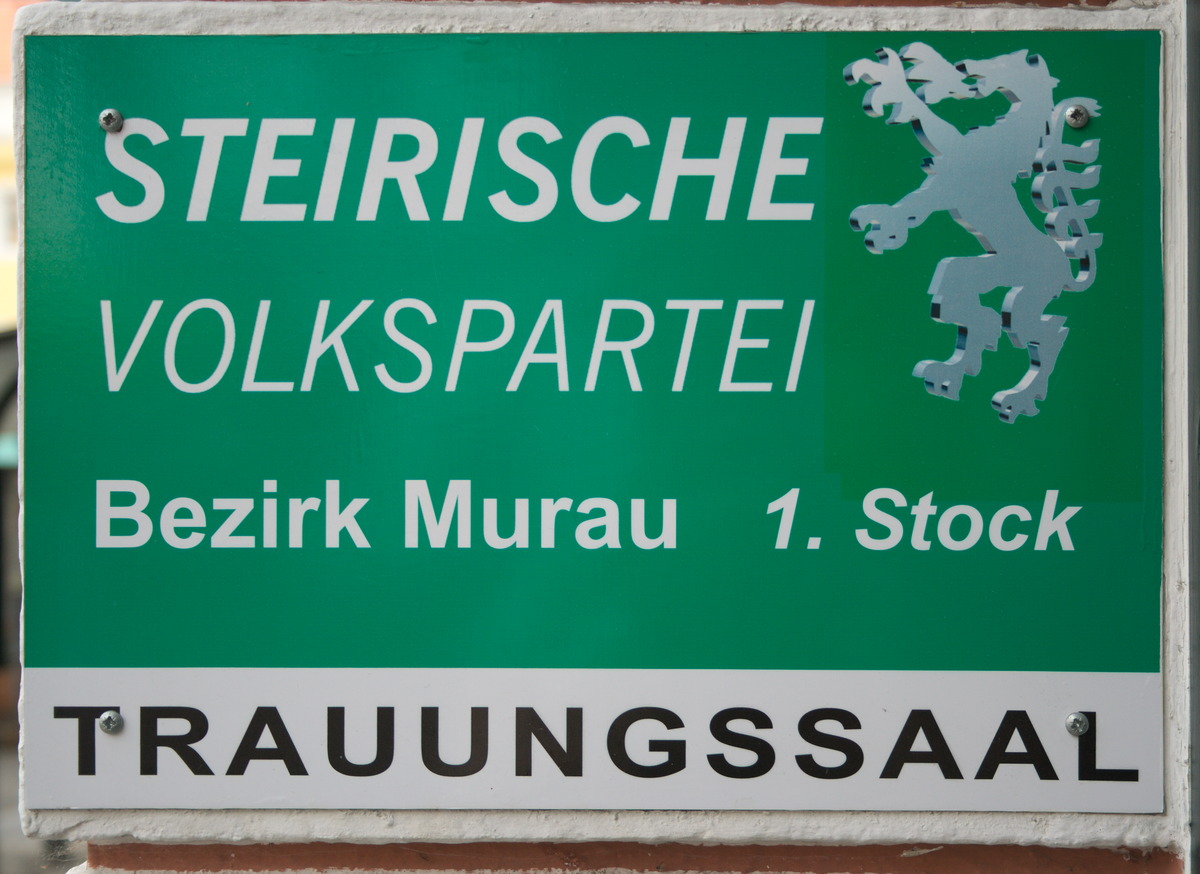 STEIRISCHE
VOLKSPARTEI
Bezirk Murau 1. Stock
TRAUUNGSSAAL